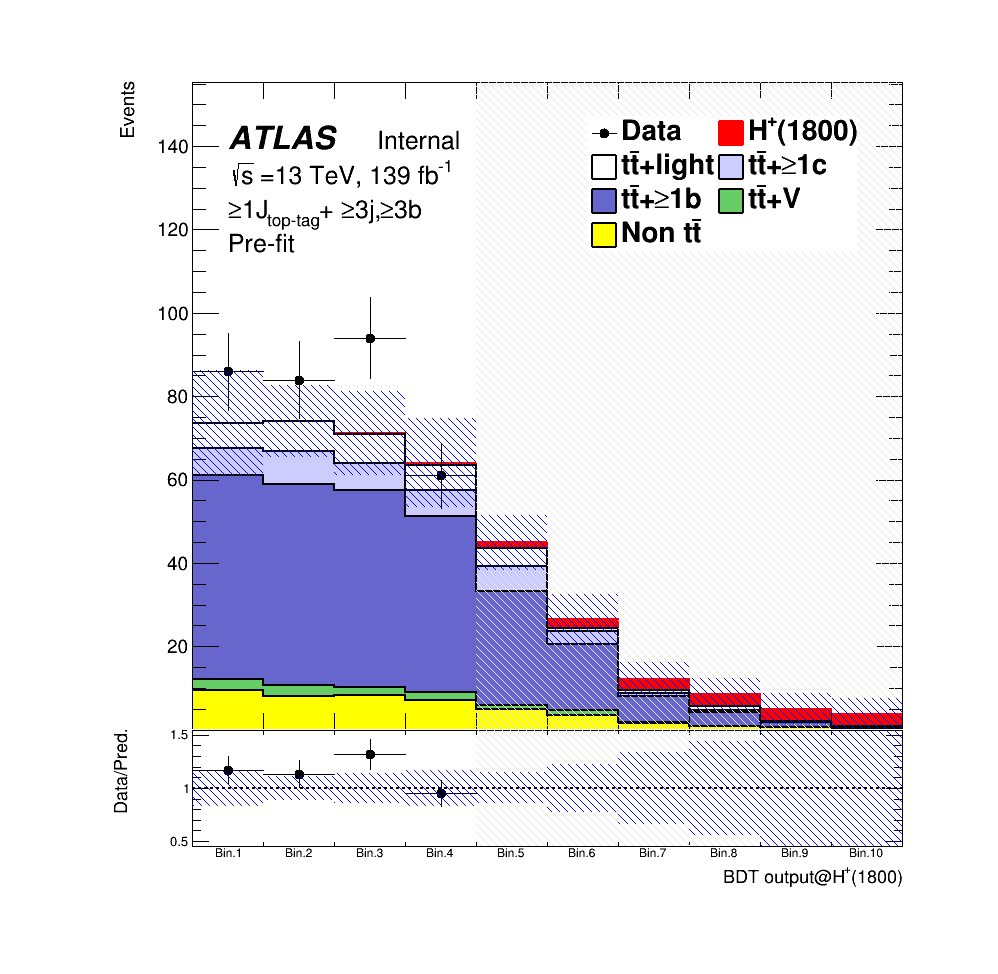 Events
ATLAS Internal
√s =13 TeV, 139 fb⁻¹
≥1J_top-tag+ ≥3j,≥3b
Pre-fit
Data
H⁺(1800)
tt̄+light
tt̄+≥1c
tt̄+≥1b
tt̄+V
Non tt̄
140
120
100
80
60
40
20
Data/Pred.
1.5
1
0.5
Bin.1 Bin.2 Bin.3 Bin.4 Bin.5 Bin.6 Bin.7 Bin.8 Bin.9 Bin.10
BDT output@H⁺(1800)